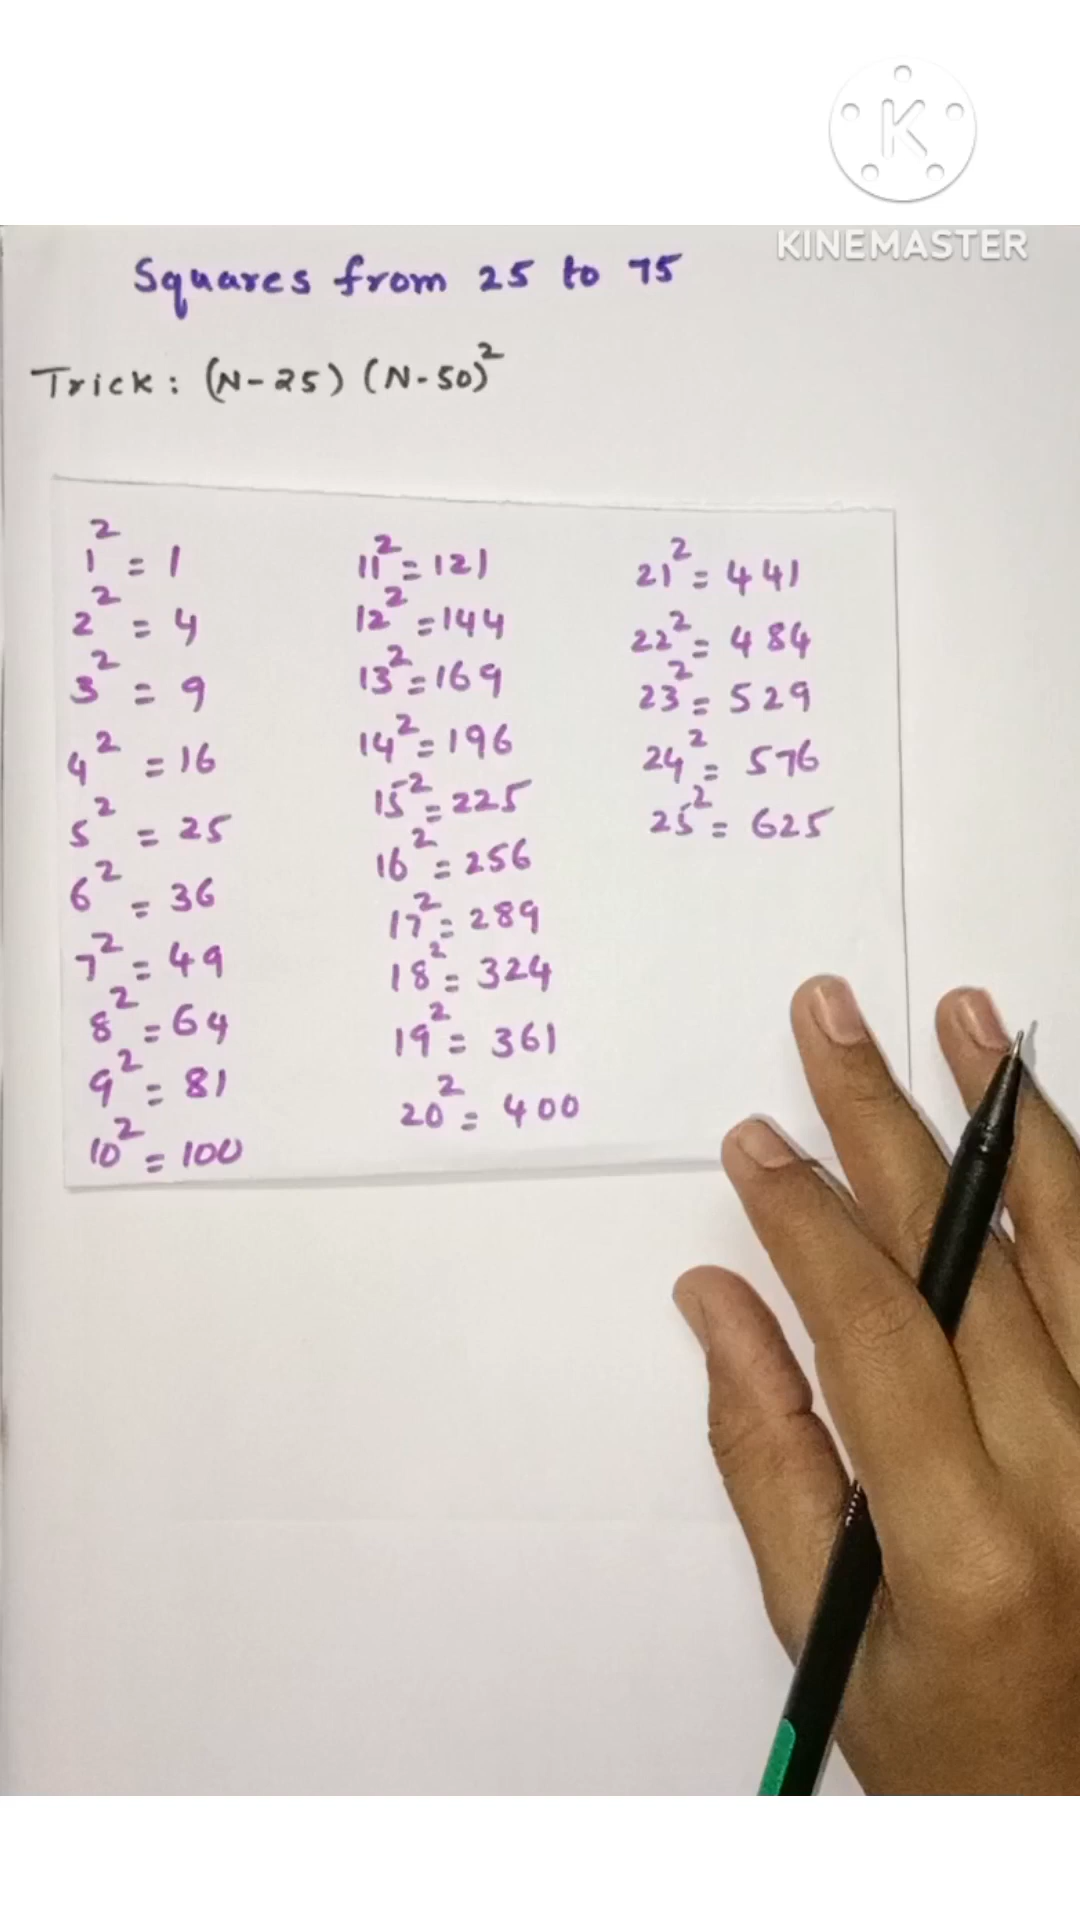 K
KINEMASTER
Squares from 25 to 75
Trick: (N-25) (N-50)²
1² = 1
2² = 4
3² = 9
4² = 16
5² = 25
6² = 36
7² = 49
8² = 64
9² = 81
10² = 100
11² = 121
12² = 144
13² = 169
14² = 196
15² = 225
16² = 256
17² = 289
18² = 324
19² = 361
20² = 400
21² = 441
22² = 484
23² = 529
24² = 576
25² = 625